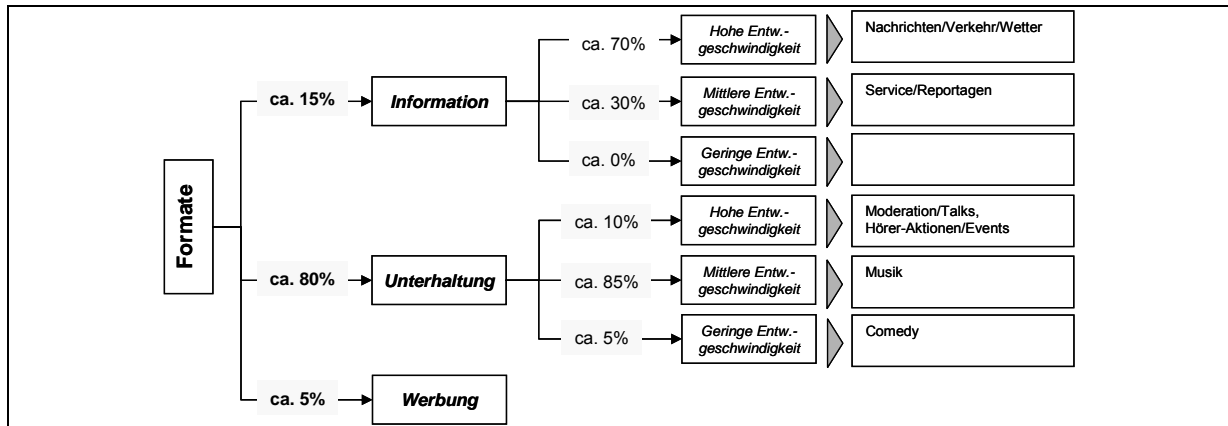 Formate
ca. 15%
Information
ca. 70%
Hohe Entw.-
geschwindigkeit
Nachrichten/Verkehr/Wetter
ca. 30%
Mittlere Entw.-
geschwindigkeit
Service/Reportagen
ca. 0%
Geringe Entw.-
geschwindigkeit
ca. 80%
Unterhaltung
ca. 10%
Hohe Entw.-
geschwindigkeit
Moderation/Talks,
Hörer-Aktionen/Events
ca. 85%
Mittlere Entw.-
geschwindigkeit
Musik
ca. 5%
Geringe Entw.-
geschwindigkeit
Comedy
ca. 5%
Werbung